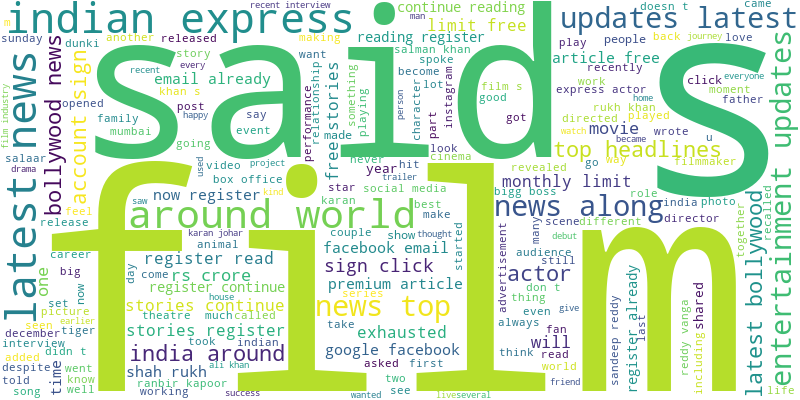 recent interview
m
indian express
said
s
continue reading
limit free
updates latest
doesn t
came
man
sunday
dunki
another
released
making
reading register
salman khan
play
people
back
journey
love
latest news
bollywood news
account sign
story
email already
every
recent
want
relationship
something
playing
spoke
become
instagram
article free
recently
click
everyone
updates
opened
khan s
post
performance
freestories
character
lot
film s
good
work
express actor
moment
father
film industry
happy
family
say
event
made
person
part
got
rukh khan
directed
played
home
mumbai
going
look
cinema
movie
wrote
became
u
watch
salaar
drama
used
video
project
never
hit
top headlines
filmmaker
box office
trailer
year
revealed
go
way
film
feel
now register
kind
star
social media
bigg boss
monthly limit
role
india
photo
release
saw
karan
best
around world
make
news along
director
together
recalled
entertainment
career
karan johar
couple
show
thought
started
many
scene
different
animal
facebook email
audience
debut
day
register read
advertisement
still
big
now
come
rs crore
sign click
actor
don t
one
register continue
house
premium article
thing
set
stories continue
series
news top
even
give
picture
theatre
much
called
take
always
fan
will
sandeep reddy
register already
last
reddy vanga
including
shared
latest bollywood
december
seen
earlier
tiger
stories register
exhausted
interview
didn t
took
indian
google facebook
think
read
added
india around
asked
first
world
despite
time
went
shah rukh
ali khan
two
friend
told
know
ranbir kapoor
see
song
well
working
success
wanted
live
several
life